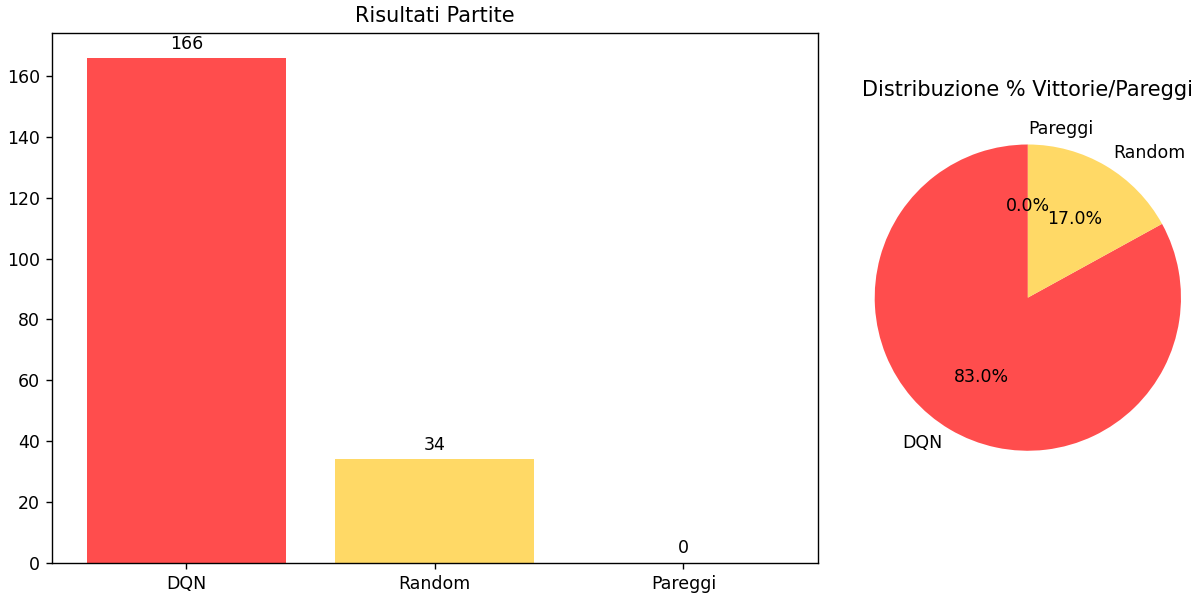 Risultati Partite
166
34
0
160
140
120
100
80
60
40
20
0
DQN Random Pareggi
Distribuzione % Vittorie/Pareggi
Pareggi
Random
0.0%
17.0%
83.0%
DQN